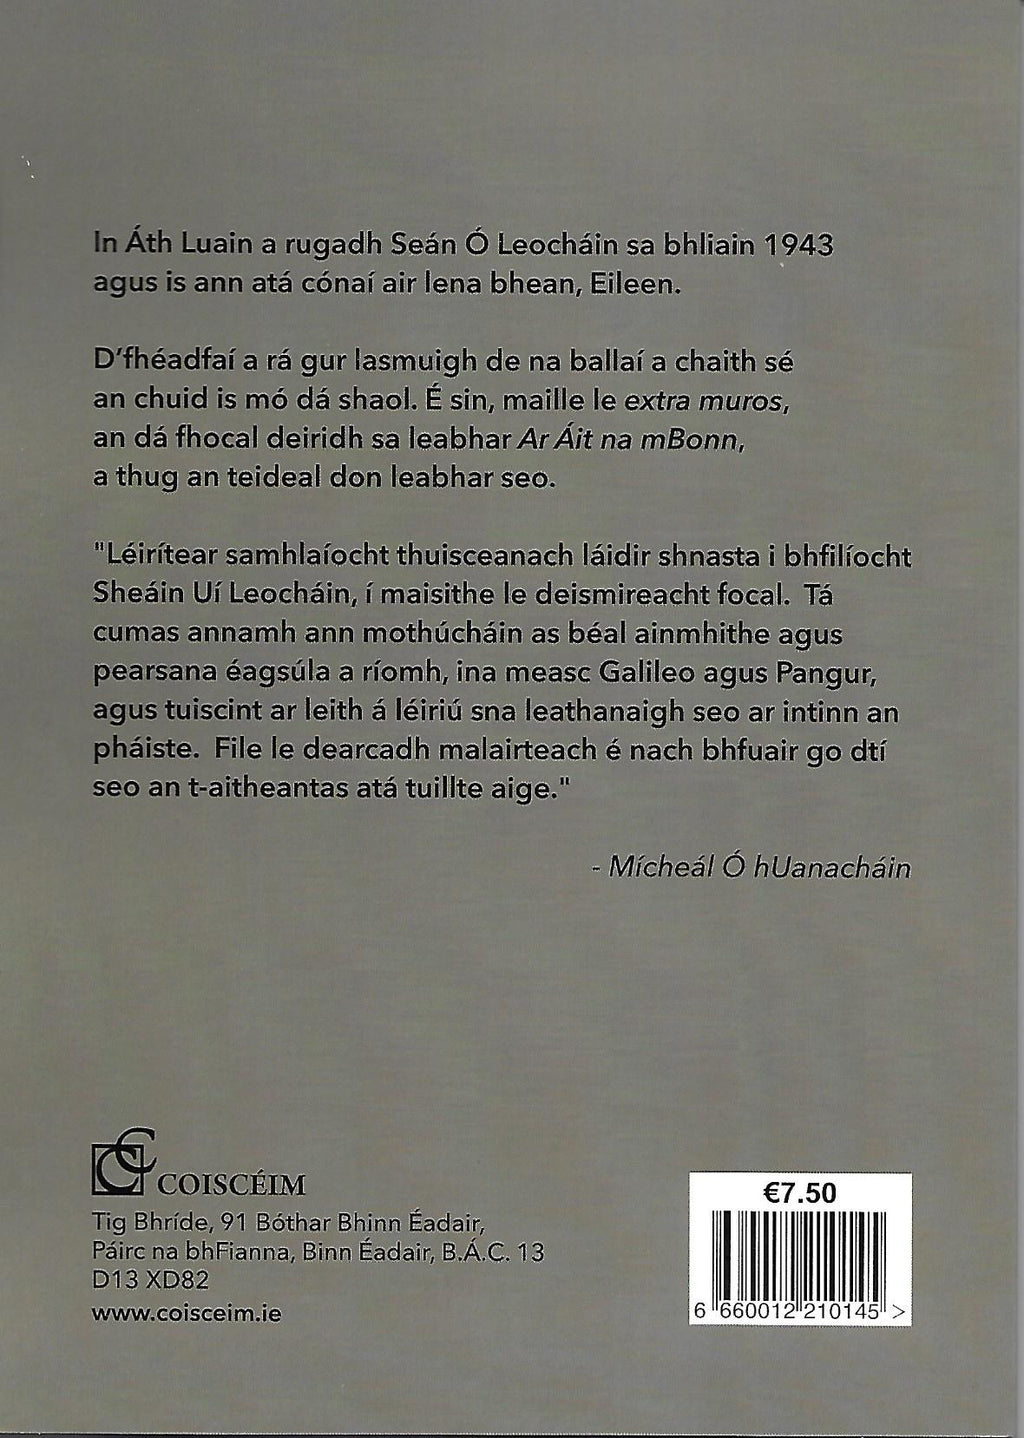 In Áth Luain a rugadh Seán Ó Leocháin sa bhliain 1943
agus is ann atá cónaí air lena bhean, Eileen.
D'fhéadfaí a rá gur lasmuigh de na ballaí a chaith sé
an chuid is mó dá shaol. É sin, maille le extra muros,
an dá fhocal deiridh sa leabhar Ar Áit na mBonn,
a thug an teideal don leabhar seo.
"Léirítear samhlaíocht thuisceanach láidir shnasta i bhfilíocht
Sheáin Uí Leocháin, í maisithe le deismireacht focal. Tá
cumas annamh ann mothúcháin as béal ainmhithe agus
pearsana éagsúla a ríomh, ina measc Galileo agus Pangur,
agus tuiscint ar leith á léiriú sna leathanaigh seo ar intinn an
pháiste. File le dearcadh malairteach é nach bhfuair go dtí
seo an t-aitheantas atá tuillte aige."
- Mícheál Ó hUanacháin
COISCÉIM
Tig Bhríde, 91 Bóthar Bhinn Éadair,
Páirc na bhFianna, Binn Éadair, B.Á.C. 13
D13 XD82
www.coisceim.ie
€7.50
6 660012 210145 >